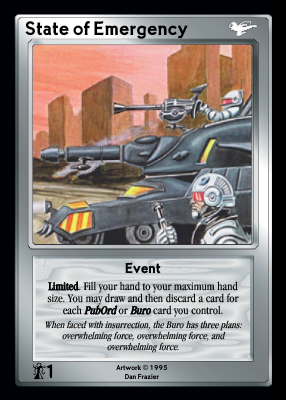 State of Emergency
Event
Limited. Fill your hand to your maximum hand
size. You may draw and then discard a card for
each PubOrd or Buro card you control.
When faced with insurrection, the Buro has three plans:
overwhelming force, overwhelming force, and
overwhelming force.
1
Artwork © 1995
Dan Frazier